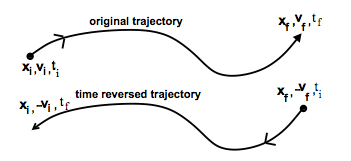 original trajectory
x_f, v_f, t_f
x_i, v_i, t_i
time reversed trajectory
x_i, -v_i, t_f
x_f, -v_f, t_i